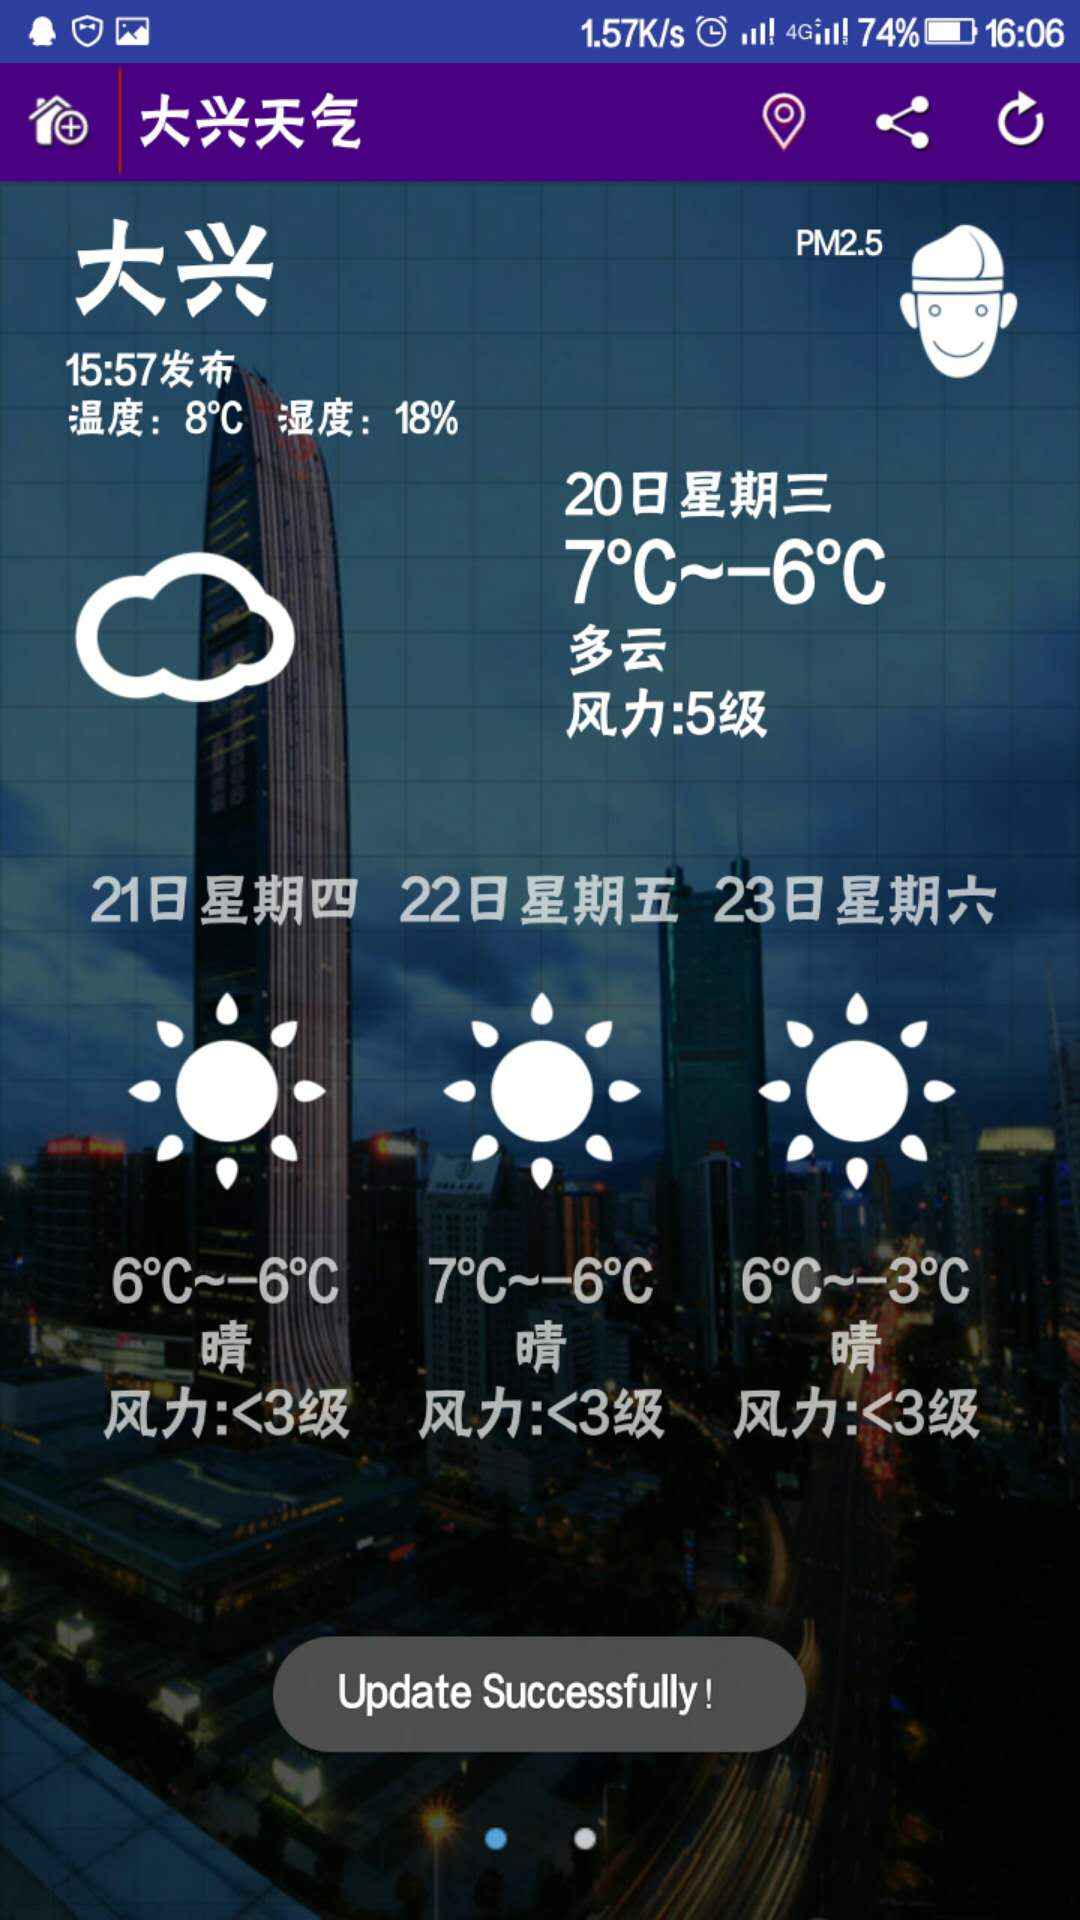 1.57K/s 4G 74% 16:06
大兴天气
大兴
PM2.5
15:57发布
温度：8°C 湿度：18%
20日星期三
7°C~-6°C
多云
风力:5级
21日星期四 22日星期五 23日星期六
6°C~-6°C 7°C~-6°C 6°C~-3°C
晴 晴 晴
风力:<3级 风力:<3级 风力:<3级
Update Successfully！